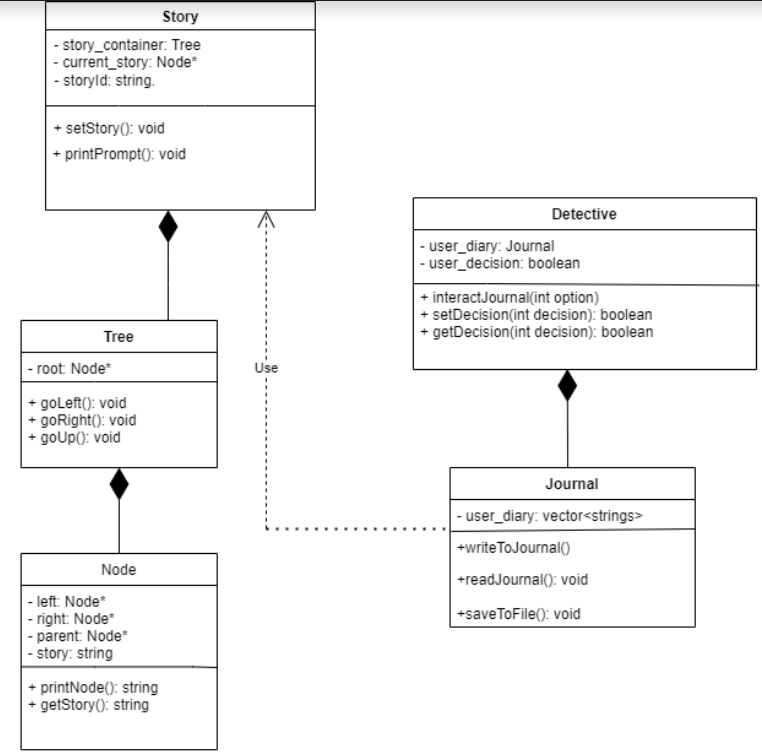 Story
- story_container: Tree
- current_story: Node*
- storyId: string.
+ setStory(): void
+ printPrompt(): void
Detective
- user_diary: Journal
- user_decision: boolean
+ interactJournal(int option)
+ setDecision(int decision): boolean
+ getDecision(int decision): boolean
Tree
- root: Node*
+ goLeft(): void
+ goRight(): void
+ goUp(): void
Use
Journal
- user_diary: vector<strings>
+writeToJournal()
+readJournal(): void
+saveToFile(): void
Node
- left: Node*
- right: Node*
- parent: Node*
- story: string
+ printNode(): string
+ getStory(): string